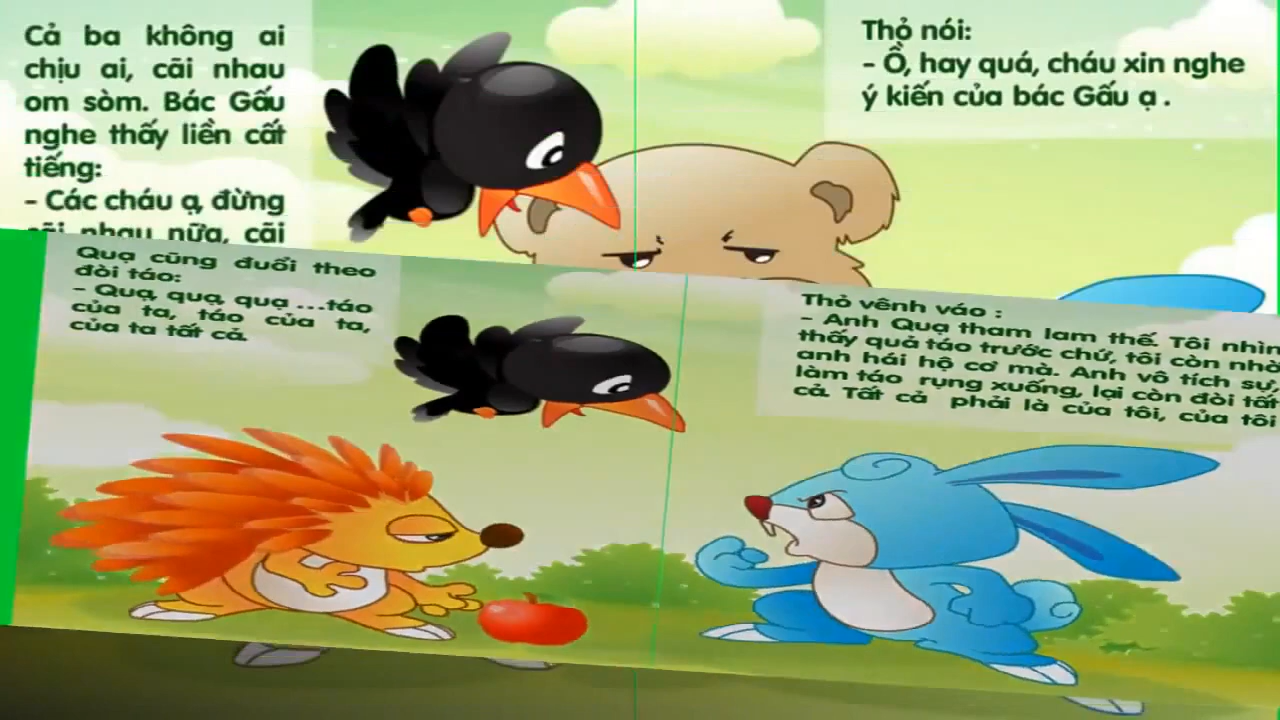 Cả ba không ai
chịu ai, cãi nhau
om sòm. Bác Gấu
nghe thấy liền cất
tiếng:
- Các cháu ạ, đừng
cãi nhau nữa, cãi
Thỏ nói:
- Ồ, hay quá, cháu xin nghe
ý kiến của bác Gấu ạ .
Quạ cũng đuổi theo
đòi táo:
- Quạ, quạ, quạ ...táo
của ta, táo của ta,
của ta tất cả.
Thỏ vênh váo :
- Anh Quạ tham lam thế. Tôi nhìn
thấy quả táo trước chứ, tôi còn nhờ
anh hái hộ cơ mà. Anh vô tích sự,
làm táo rụng xuống, lại còn đòi tất
cả. Tất cả phải là của tôi, của tôi